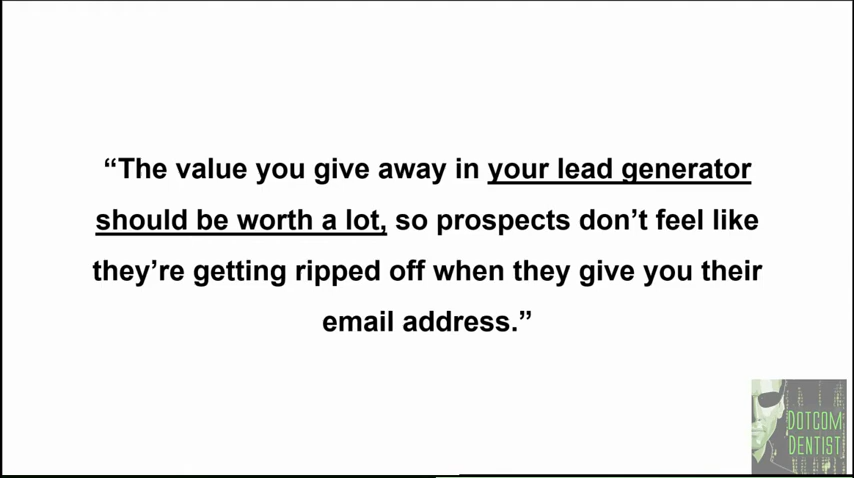 “The value you give away in your lead generator
should be worth a lot, so prospects don’t feel like
they’re getting ripped off when they give you their
email address.”
DOTCOM
DENTIST